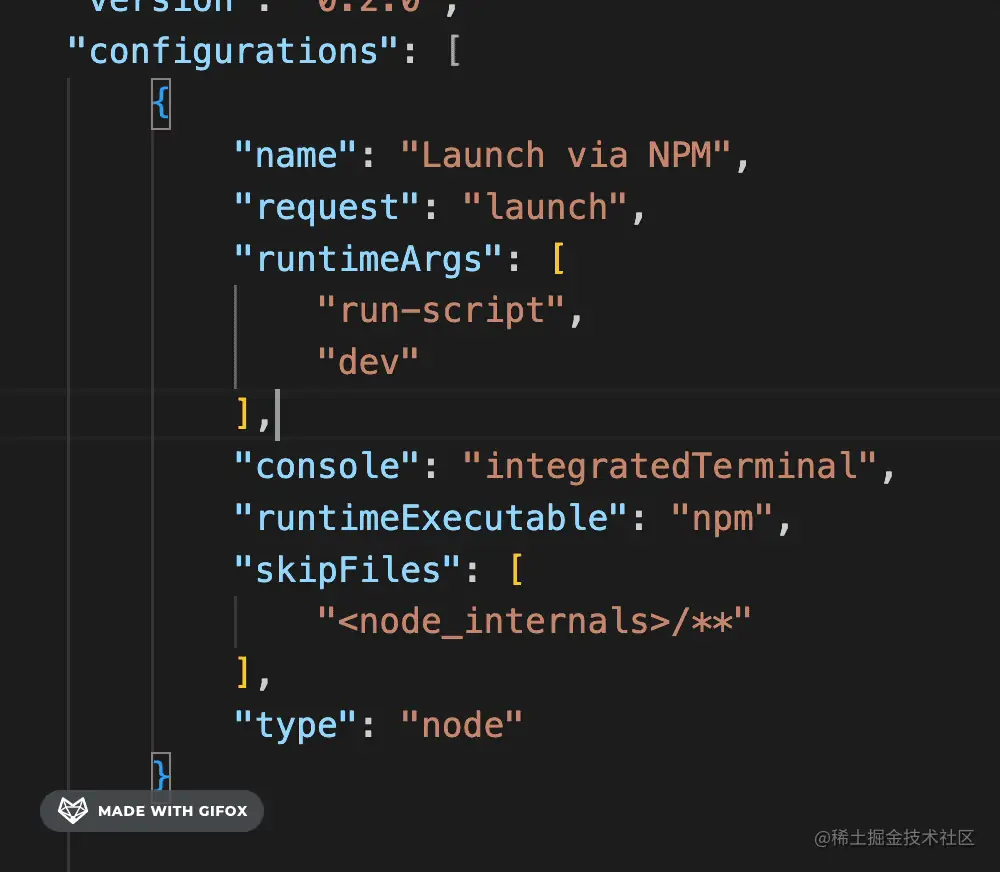 "version": "0.2.0",
"configurations": [
{
"name": "Launch via NPM",
"request": "launch",
"runtimeArgs": [
"run-script",
"dev"
],
"console": "integratedTerminal",
"runtimeExecutable": "npm",
"skipFiles": [
"<node_internals>/**"
],
"type": "node"
}
MADE WITH GIFOX
@稀土掘金技术社区